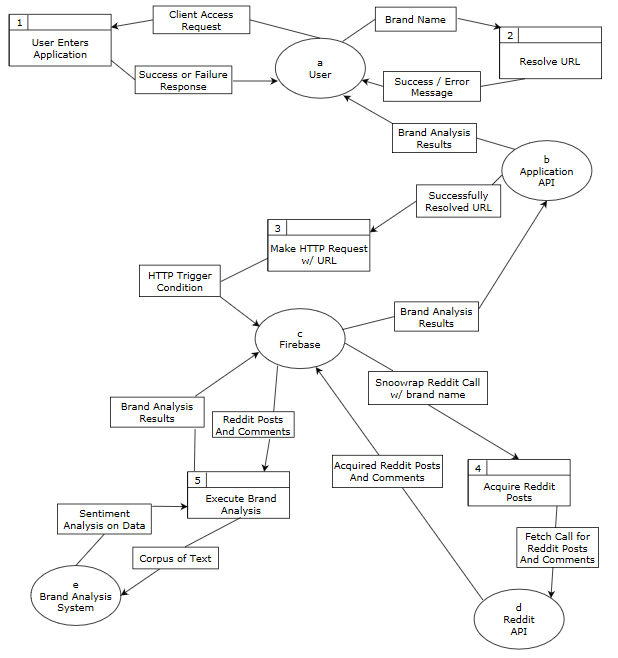 1
User Enters
Application
Client Access
Request
Brand Name
2
Resolve URL
a
User
Success or Failure
Response
Success / Error
Message
Brand Analysis
Results
b
Application
API
Successfully
Resolved URL
3
Make HTTP Request
w/ URL
HTTP Trigger
Condition
Brand Analysis
Results
c
Firebase
Snoowrap Reddit Call
w/ brand name
Brand Analysis
Results
Reddit Posts
And Comments
Acquired Reddit Posts
And Comments
4
Acquire Reddit
Posts
5
Execute Brand
Analysis
Sentiment
Analysis on Data
Corpus of Text
Fetch Call for
Reddit Posts
And Comments
e
Brand Analysis
System
d
Reddit
API